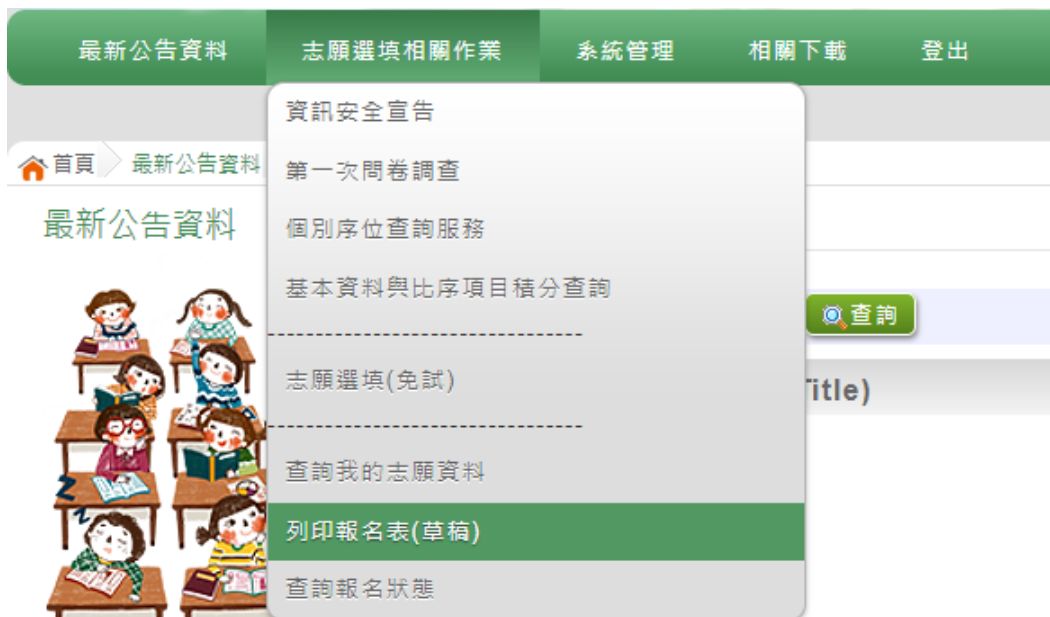 最新公告資料 志願選填相關作業 系統管理 相關下載 登出
資訊安全宣告
首頁 最新公告資料
第一次問卷調查
最新公告資料
個別序位查詢服務
基本資料與比序項目積分查詢
查詢
--------------------------------
志願選填(免試)
itle)
--------------------------------
查詢我的志願資料
列印報名表(草稿)
查詢報名狀態
Z
Z
Z